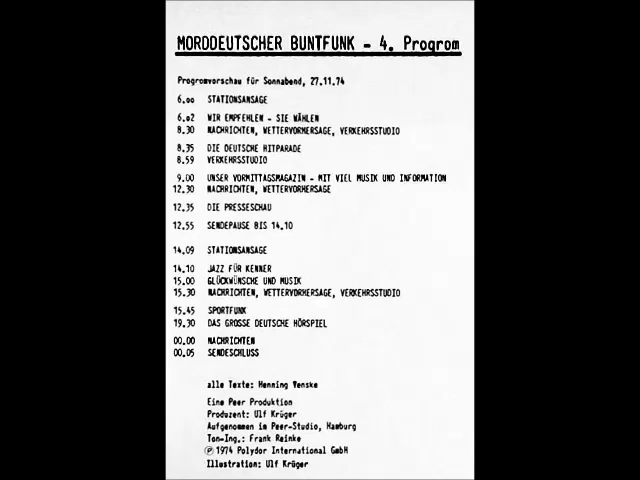 MORDDEUTSCHER BUNTFUNK – 4. Progrom
Progromvorschau für Sonnabend, 27.11.74
6.oo STATIONSANSAGE
6.o2 WIR EMPFEHLEN – SIE WÄHLEN
8.30 NACHRICHTEN, WETTERVORHERSAGE, VERKEHRSSTUDIO
8.35 DIE DEUTSCHE HITPARADE
8.59 VERKEHRSSTUDIO
9.00 UNSER VORMITTAGSMAGAZIN – MIT VIEL MUSIK UND INFORMATION
12.30 NACHRICHTEN, WETTERVORHERSAGE
12.35 DIE PRESSESCHAU
12.55 SENDEPAUSE BIS 14.10
14.09 STATIONSANSAGE
14.10 JAZZ FÜR KENNER
15.00 GLÜCKWÜNSCHE UND MUSIK
15.30 NACHRICHTEN, WETTERVORHERSAGE, VERKEHRSSTUDIO
15.45 SPORTFUNK
19.30 DAS GROSSE DEUTSCHE HÖRSPIEL
00.00 NACHRICHTEN
00.05 SENDESCHLUSS
alle Texte: Henning Venske
Eine Peer Produktion
Produzent: Ulf Krüger
Aufgenommen im Peer-Studio, Hamburg
Ton-Ing.: Frank Reinke
Ⓟ 1974 Polydor International GmbH
Illustration: Ulf Krüger